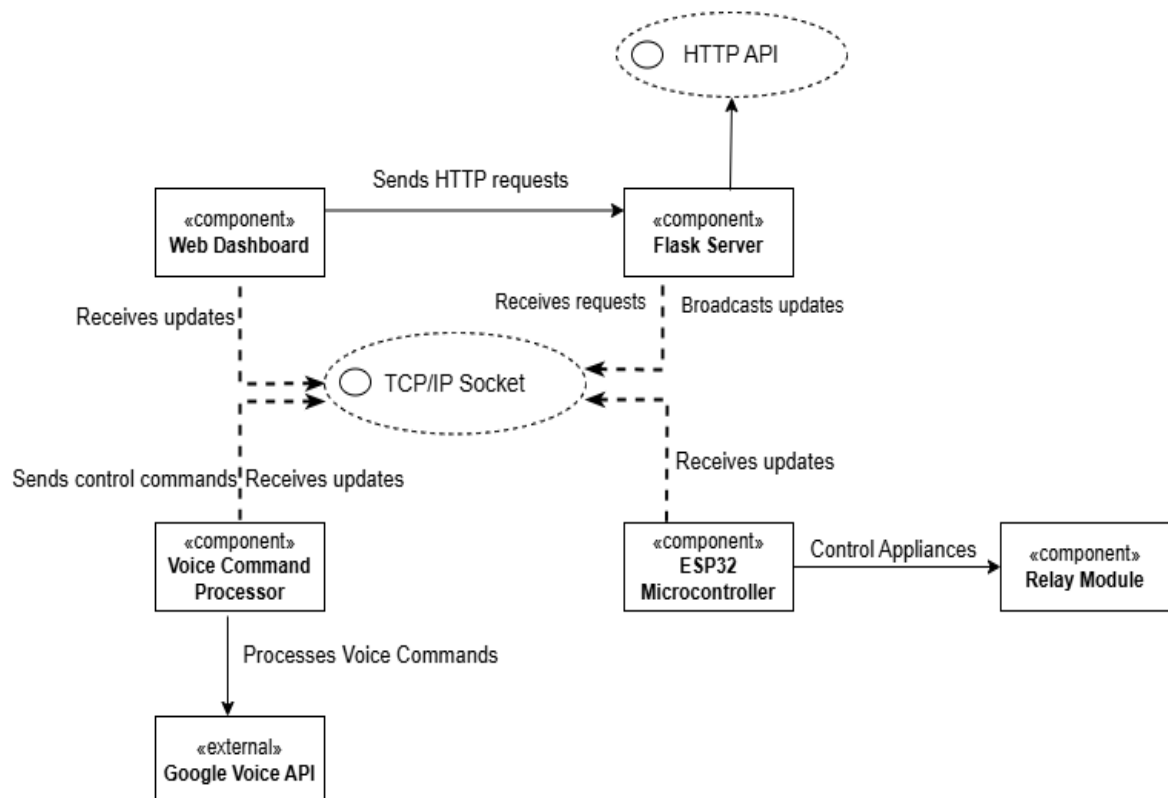 HTTP API
Sends HTTP requests
«component»
Web Dashboard
«component»
Flask Server
Receives updates
Receives requests
Broadcasts updates
TCP/IP Socket
Sends control commands
Receives updates
Receives updates
«component»
Voice Command
Processor
«component»
ESP32
Microcontroller
Control Appliances
«component»
Relay Module
Processes Voice Commands
«external»
Google Voice API